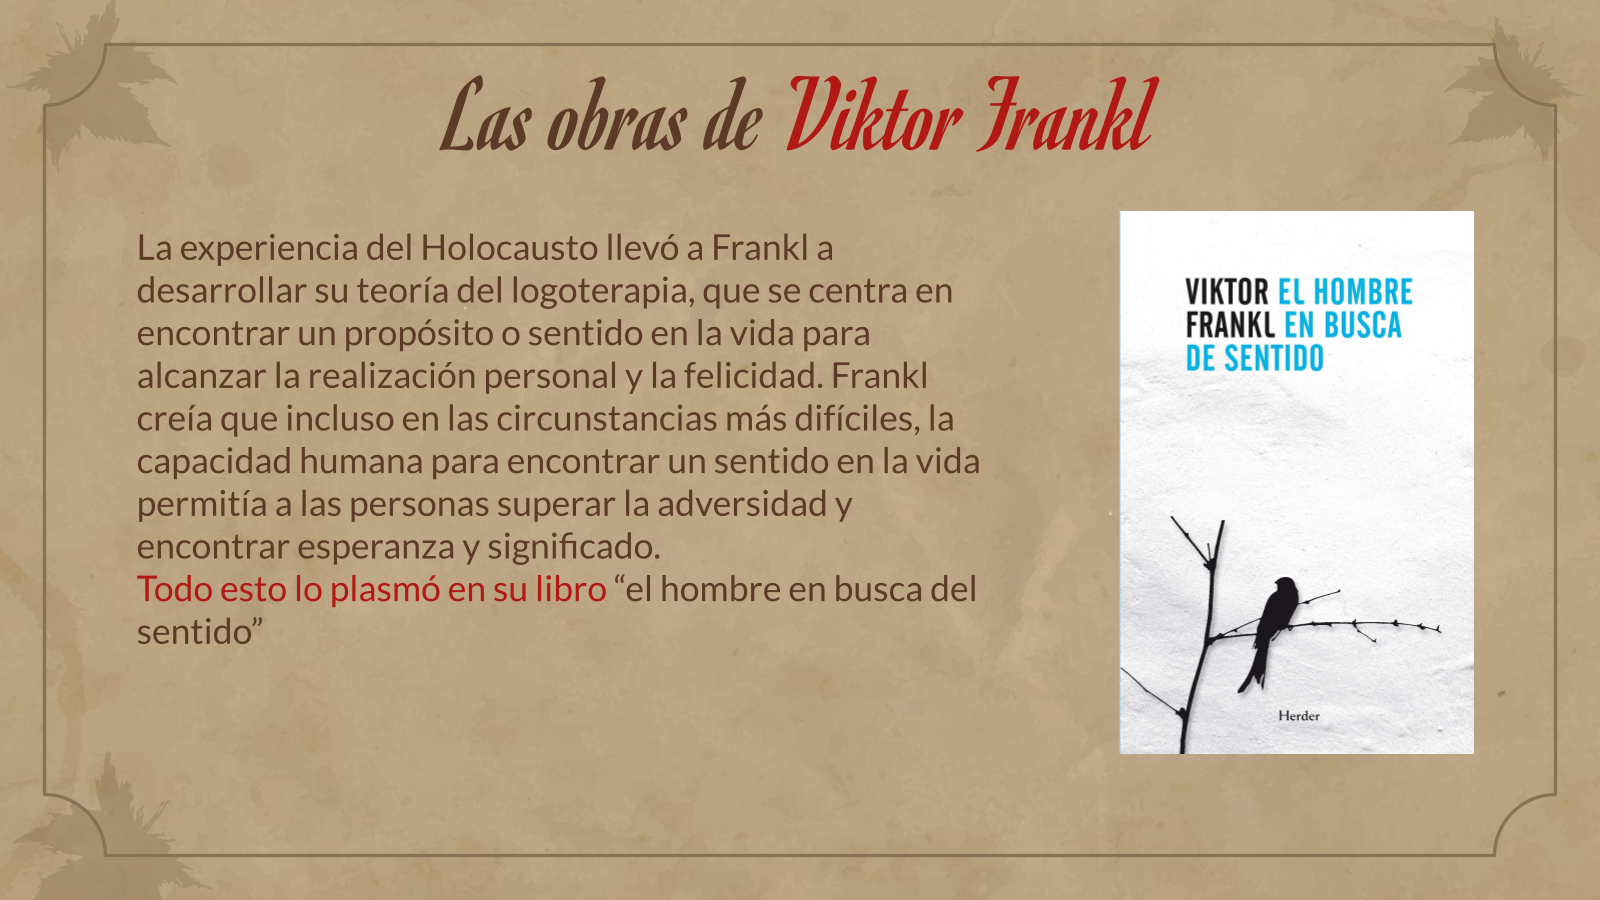 Las obras de Viktor Frankl
La experiencia del Holocausto llevó a Frankl a
desarrollar su teoría del logoterapia, que se centra en
encontrar un propósito o sentido en la vida para
alcanzar la realización personal y la felicidad. Frankl
creía que incluso en las circunstancias más difíciles, la
capacidad humana para encontrar un sentido en la vida
permitía a las personas superar la adversidad y
encontrar esperanza y significado.
Todo esto lo plasmó en su libro “el hombre en busca del
sentido”
VIKTOR EL HOMBRE
FRANKL EN BUSCA
DE SENTIDO
Herder